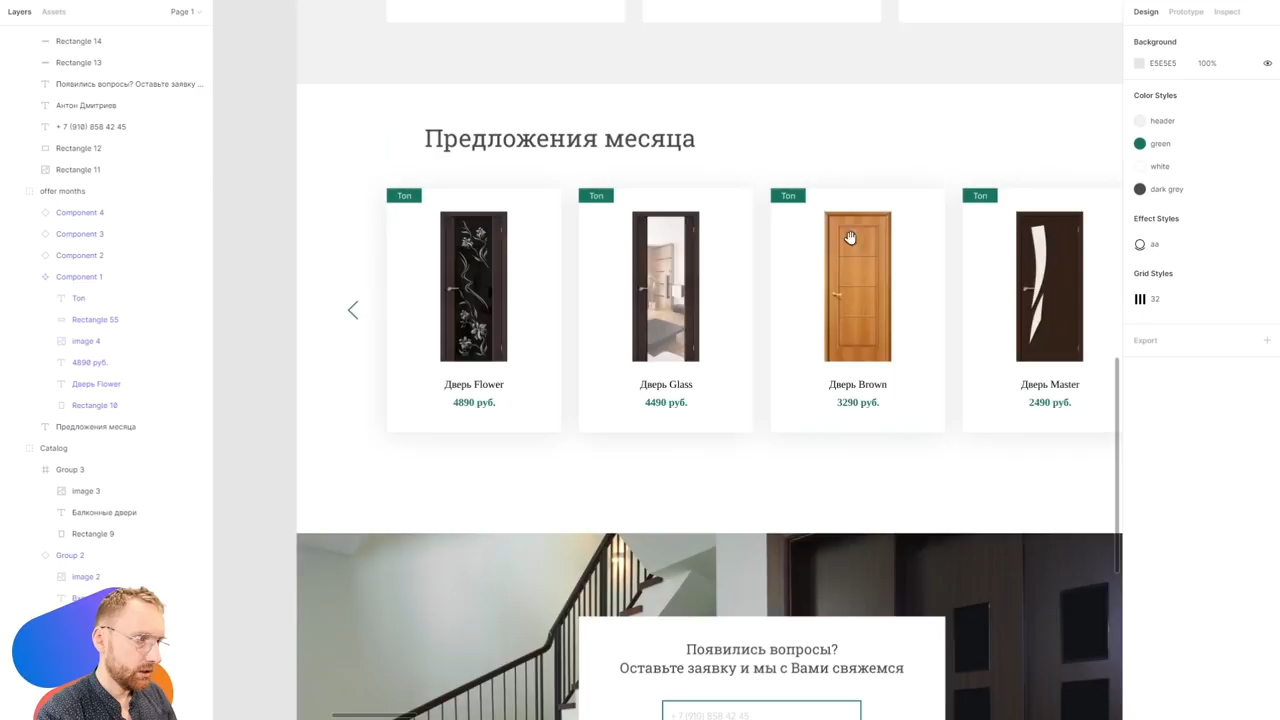 Layers
Assets
Page 1
Rectangle 14
Rectangle 13
Появились вопросы? Оставьте заявку ...
Антон Дмитриев
+ 7 (910) 858 42 45
Rectangle 12
Rectangle 11
offer months
Component 4
Component 3
Component 2
Component 1
Топ
Rectangle 55
image 4
4890 руб.
Дверь Flower
Rectangle 10
Предложения месяца
Catalog
Group 3
image 3
Балконные двери
Rectangle 9
Group 2
image 2
Предложения месяца
Топ
Топ
Топ
Топ
Дверь Flower
4890 руб.
Дверь Glass
4490 руб.
Дверь Brown
3290 руб.
Дверь Master
2490 руб.
Появились вопросы?
Оставьте заявку и мы с Вами свяжемся
+ 7 (910) 858 42 45
Design
Prototype
Inspect
Background
E5E5E5
100%
Color Styles
header
green
white
dark grey
Effect Styles
aa
Grid Styles
32
Export